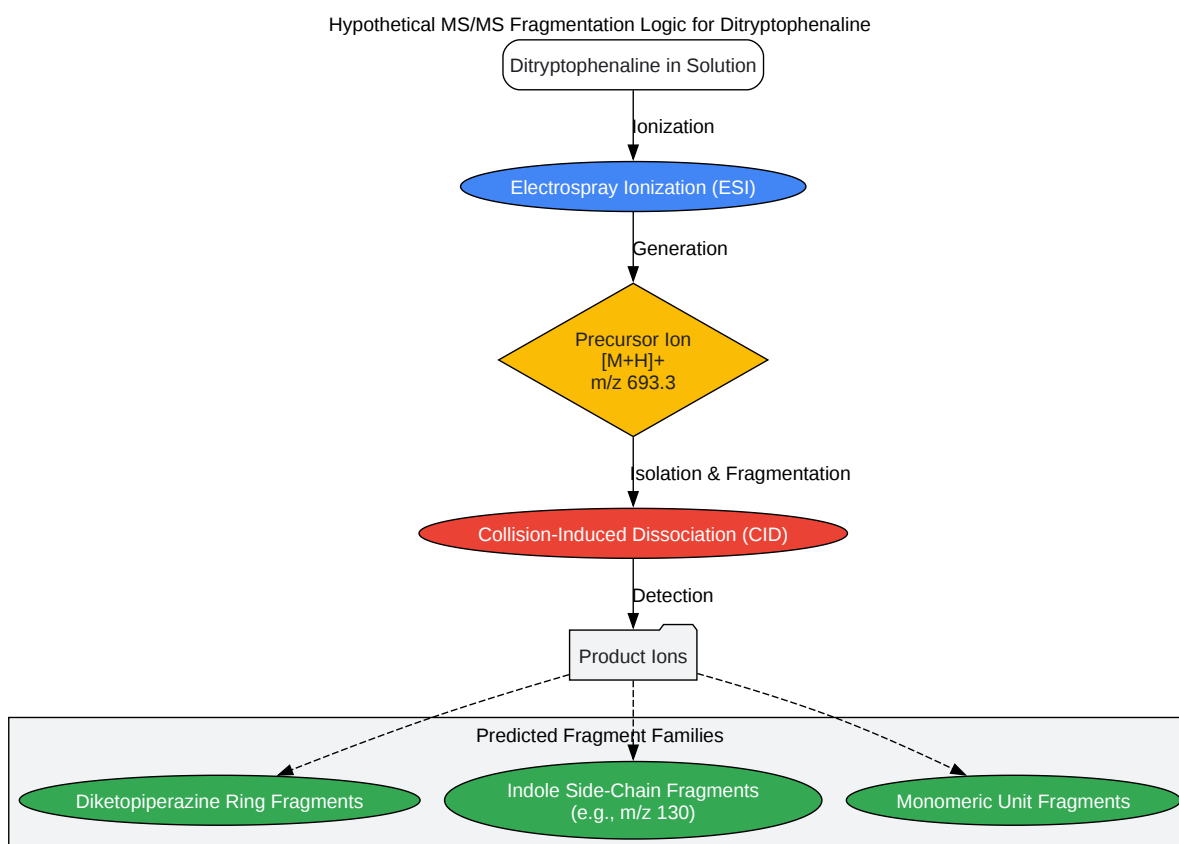 Hypothetical MS/MS Fragmentation Logic for Ditryptophenaline
Ditryptophenaline in Solution
Ionization
Electrospray Ionization (ESI)
Generation
Precursor Ion
[M+H]+
m/z 693.3
Isolation & Fragmentation
Collision-Induced Dissociation (CID)
Detection
Product Ions
Predicted Fragment Families
Diketopiperazine Ring Fragments
Indole Side-Chain Fragments
(e.g., m/z 130)
Monomeric Unit Fragments